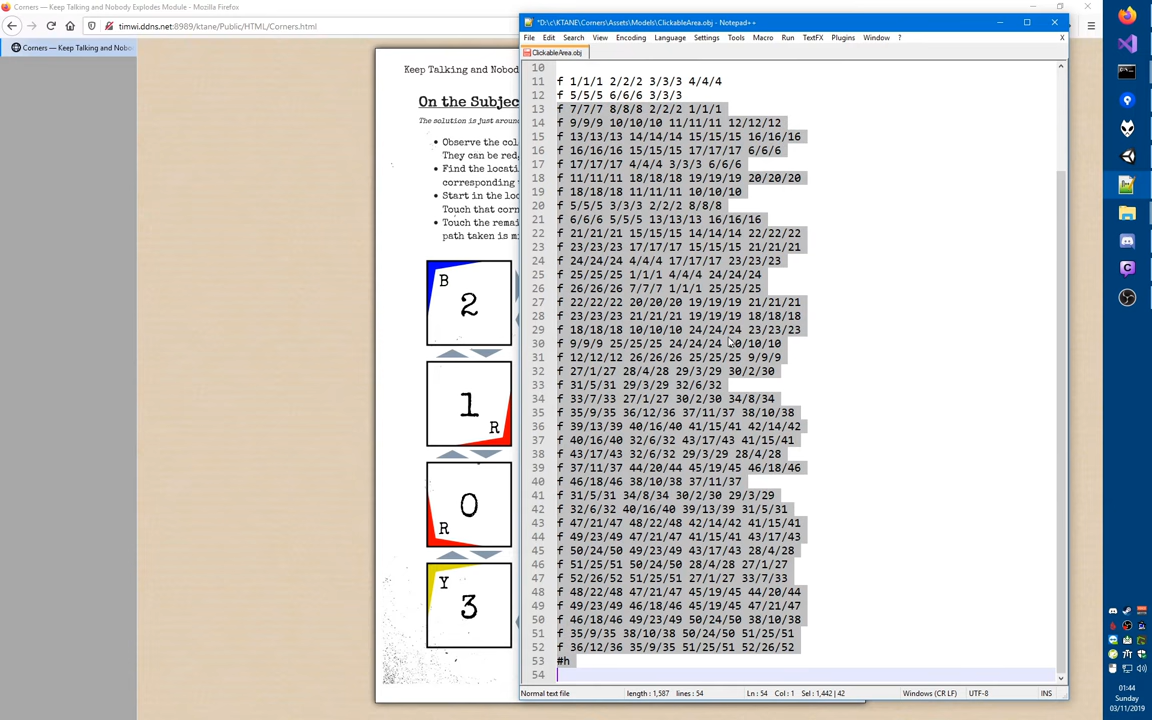 Corners — Keep Talking and Nobody Explodes Module - Mozilla Firefox
timwi.ddns.net:8989/ktane/Public/HTML/Corners.html
Corners — Keep Talking and Nobo
Keep Talking and Nobod
On the Subjec
The solution is just aroun
Observe the col
They can be red,
Find the locati
corresponding
Start in the loc
Touch that corn
Touch the remai
path taken is mi
B
2
1
R
0
R
Y
3
*D:\c\KTANE\Corners\Assets\Models\ClickableArea.obj - Notepad++
File Edit Search View Encoding Language Settings Tools Macro Run TextFX Plugins Window ?
ClickableArea.obj
10
11 f 1/1/1 2/2/2 3/3/3 4/4/4
12 f 5/5/5 6/6/6 3/3/3
13 f 7/7/7 8/8/8 2/2/2 1/1/1
14 f 9/9/9 10/10/10 11/11/11 12/12/12
15 f 13/13/13 14/14/14 15/15/15 16/16/16
16 f 16/16/16 15/15/15 17/17/17 6/6/6
17 f 17/17/17 4/4/4 3/3/3 6/6/6
18 f 11/11/11 18/18/18 19/19/19 20/20/20
19 f 18/18/18 11/11/11 10/10/10
20 f 5/5/5 3/3/3 2/2/2 8/8/8
21 f 6/6/6 5/5/5 13/13/13 16/16/16
22 f 21/21/21 15/15/15 14/14/14 22/22/22
23 f 23/23/23 17/17/17 15/15/15 21/21/21
24 f 24/24/24 4/4/4 17/17/17 23/23/23
25 f 25/25/25 1/1/1 4/4/4 24/24/24
26 f 26/26/26 7/7/7 1/1/1 25/25/25
27 f 22/22/22 20/20/20 19/19/19 21/21/21
28 f 23/23/23 21/21/21 19/19/19 18/18/18
29 f 18/18/18 10/10/10 24/24/24 23/23/23
30 f 9/9/9 25/25/25 24/24/24 10/10/10
31 f 12/12/12 26/26/26 25/25/25 9/9/9
32 f 27/1/27 28/4/28 29/3/29 30/2/30
33 f 31/5/31 29/3/29 32/6/32
34 f 33/7/33 27/1/27 30/2/30 34/8/34
35 f 35/9/35 36/12/36 37/11/37 38/10/38
36 f 39/13/39 40/16/40 41/15/41 42/14/42
37 f 40/16/40 32/6/32 43/17/43 41/15/41
38 f 43/17/43 32/6/32 29/3/29 28/4/28
39 f 37/11/37 44/20/44 45/19/45 46/18/46
40 f 46/18/46 38/10/38 37/11/37
41 f 31/5/31 34/8/34 30/2/30 29/3/29
42 f 32/6/32 40/16/40 39/13/39 31/5/31
43 f 47/21/47 48/22/48 42/14/42 41/15/41
44 f 49/23/49 47/21/47 41/15/41 43/17/43
45 f 50/24/50 49/23/49 43/17/43 28/4/28
46 f 51/25/51 50/24/50 28/4/28 27/1/27
47 f 52/26/52 51/25/51 27/1/27 33/7/33
48 f 48/22/48 47/21/47 45/19/45 44/20/44
49 f 49/23/49 46/18/46 45/19/45 47/21/47
50 f 46/18/46 49/23/49 50/24/50 38/10/38
51 f 35/9/35 38/10/38 50/24/50 51/25/51
52 f 36/12/36 35/9/35 51/25/51 52/26/52
53 #h
54
Normal text file length : 1,587 lines : 54 Ln : 54 Col : 1 Sel : 1,442 | 42 Windows (CR LF) UTF-8 INS
01:44
Sunday
03/11/2019